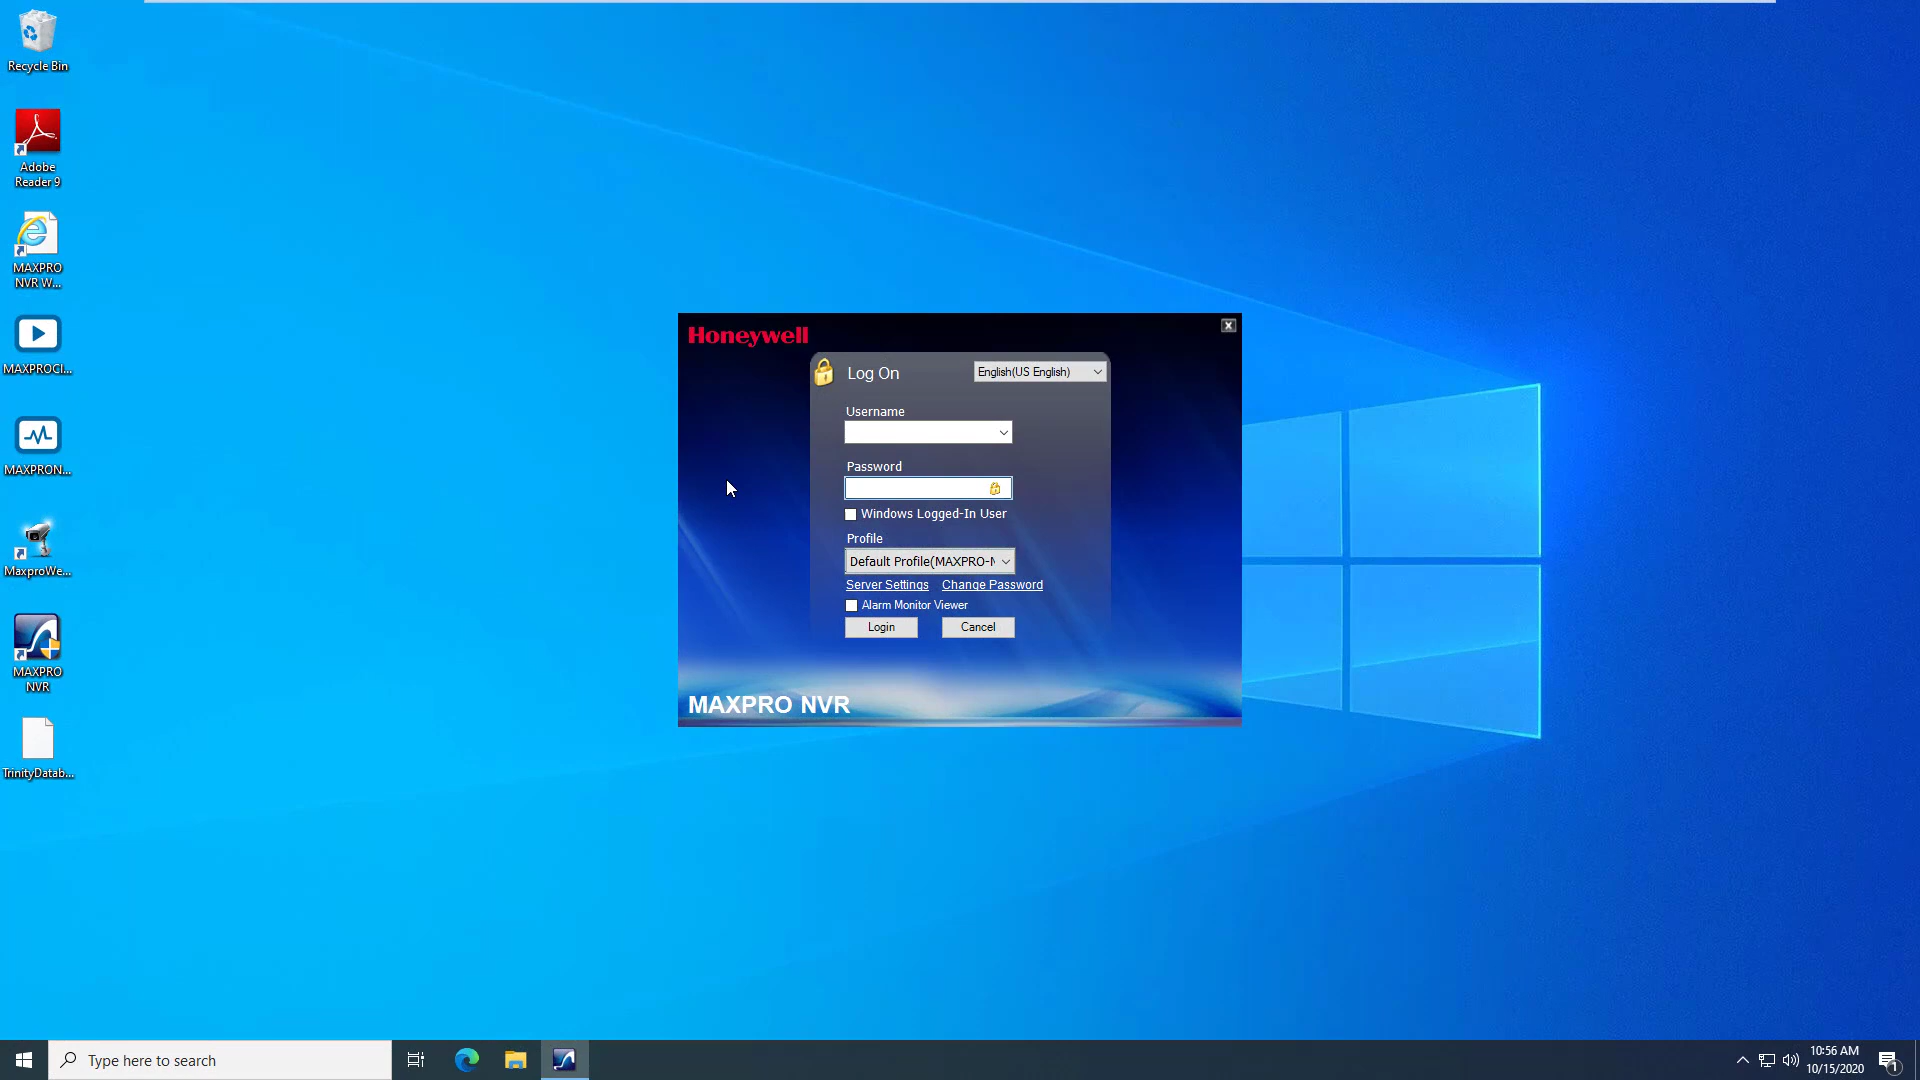 Recycle Bin
Adobe
Reader 9
MAXPRO
NVR W...
MAXPROCl...
MAXPRON...
MaxproWe...
MAXPRO
NVR
TrinityDatab...
Honeywell
Log On
English(US English)
Username
Password
Windows Logged-In User
Profile
Default Profile(MAXPRO-N
Server Settings Change Password
Alarm Monitor Viewer
Login Cancel
MAXPRO NVR
Type here to search
10:56 AM
10/15/2020
1